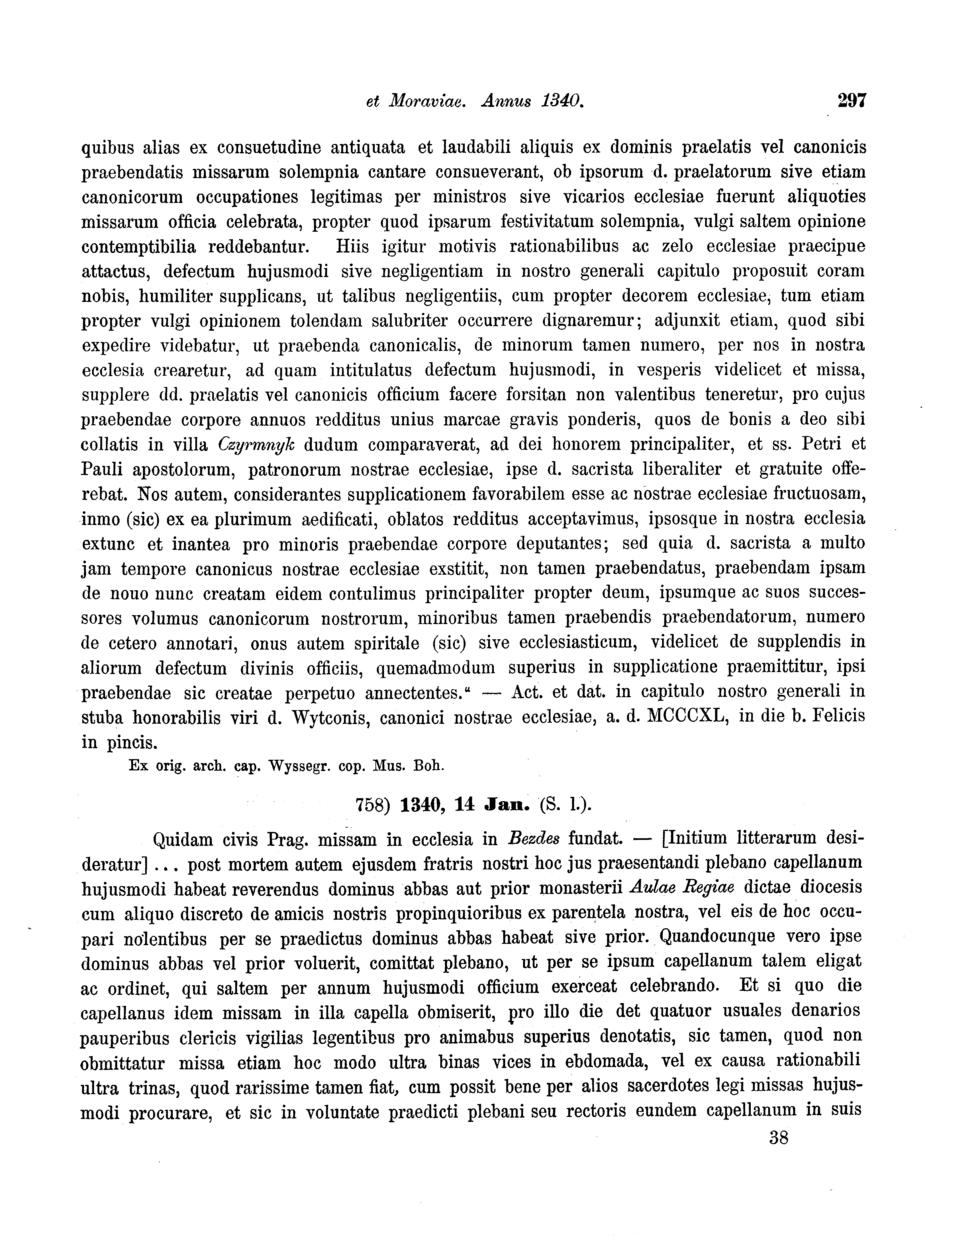 et Moraviae. Annus 1340. 297
quibus alias ex consuetudine antiquata et laudabili aliquis ex dominis praelatis vel canonicis
praebendatis missarum solempnia cantare consueverant, ob ipsorum d. praelatorum sive etiam
canonicorum occupationes legitimas per ministros sive vicarios ecclesiae fuerunt aliquoties
missarum officia celebrata, propter quod ipsarum festivitatum solempnia, vulgi saltem opinione
contemptibilia reddebantur. Hiis igitur motivis rationabilibus ac zelo ecclesiae praecipue
attactus, defectum hujusmodi sive negligentiam in nostro generali capitulo proposuit coram
nobis, humiliter supplicans, ut talibus negligentiis, cum propter decorem ecclesiae, tum etiam
propter vulgi opinionem tolendam salubriter occurrere dignaremur; adjunxit etiam, quod sibi
expedire videbatur, ut praebenda canonicalis, de minorum tamen numero, per nos in nostra
ecclesia crearetur, ad quam intitulatus defectum hujusmodi, in vesperis videlicet et missa,
supplere dd. praelatis vel canonicis officium facere forsitan non valentibus teneretur, pro cujus
praebendae corpore annuos redditus unius marcae gravis ponderis, quos de bonis a deo sibi
collatis in villa Czyrmnyk dudum comparaverat, ad dei honorem principaliter, et ss. Petri et
Pauli apostolorum, patronorum nostrae ecclesiae, ipse d. sacrista liberaliter et gratuite offe-
rebat. Nos autem, considerantes supplicationem favorabilem esse ac nostrae ecclesiae fructuosam,
inmo (sic) ex ea plurimum aedificati, oblatos redditus acceptavimus, ipsosque in nostra ecclesia
extunc et inantea pro minoris praebendae corpore deputantes; sed quia d. sacrista a multo
jam tempore canonicus nostrae ecclesiae exstitit, non tamen praebendatus, praebendam ipsam
de nouo nunc creatam eidem contulimus principaliter propter deum, ipsumque ac suos succes-
sores volumus canonicorum nostrorum, minoribus tamen praebendis praebendatorum, numero
de cetero annotari, onus autem spiritale (sic) sive ecclesiasticum, videlicet de supplendis in
aliorum defectum divinis officiis, quemadmodum superius in supplicatione praemittitur, ipsi
praebendae sic creatae perpetuo annectentes.“ — Act. et dat. in capitulo nostro generali in
stuba honorabilis viri d. Wytconis, canonici nostrae ecclesiae, a. d. MCCCXL, in die b. Felicis
in pincis.
Ex orig. arch. cap. Wyssegr. cop. Mus. Boh.
758) 1340, 14 Jan. (S. l.).
Quidam civis Prag. missam in ecclesia in Bezdes fundat. — [Initium litterarum desi-
deratur] ... post mortem autem ejusdem fratris nostri hoc jus praesentandi plebano capellanum
hujusmodi habeat reverendus dominus abbas aut prior monasterii Aulae Regiae dictae diocesis
cum aliquo discreto de amicis nostris propinquioribus ex parentela nostra, vel eis de hoc occu-
pari nolentibus per se praedictus dominus abbas habeat sive prior. Quandocunque vero ipse
dominus abbas vel prior voluerit, comittat plebano, ut per se ipsum capellanum talem eligat
ac ordinet, qui saltem per annum hujusmodi officium exerceat celebrando. Et si quo die
capellanus idem missam in illa capella obmiserit, pro illo die det quatuor usuales denarios
pauperibus clericis vigilias legentibus pro animabus superius denotatis, sic tamen, quod non
obmittatur missa etiam hoc modo ultra binas vices in ebdomada, vel ex causa rationabili
ultra trinas, quod rarissime tamen fiat, cum possit bene per alios sacerdotes legi missas hujus-
modi procurare, et sic in voluntate praedicti plebani seu rectoris eundem capellanum in suis
38